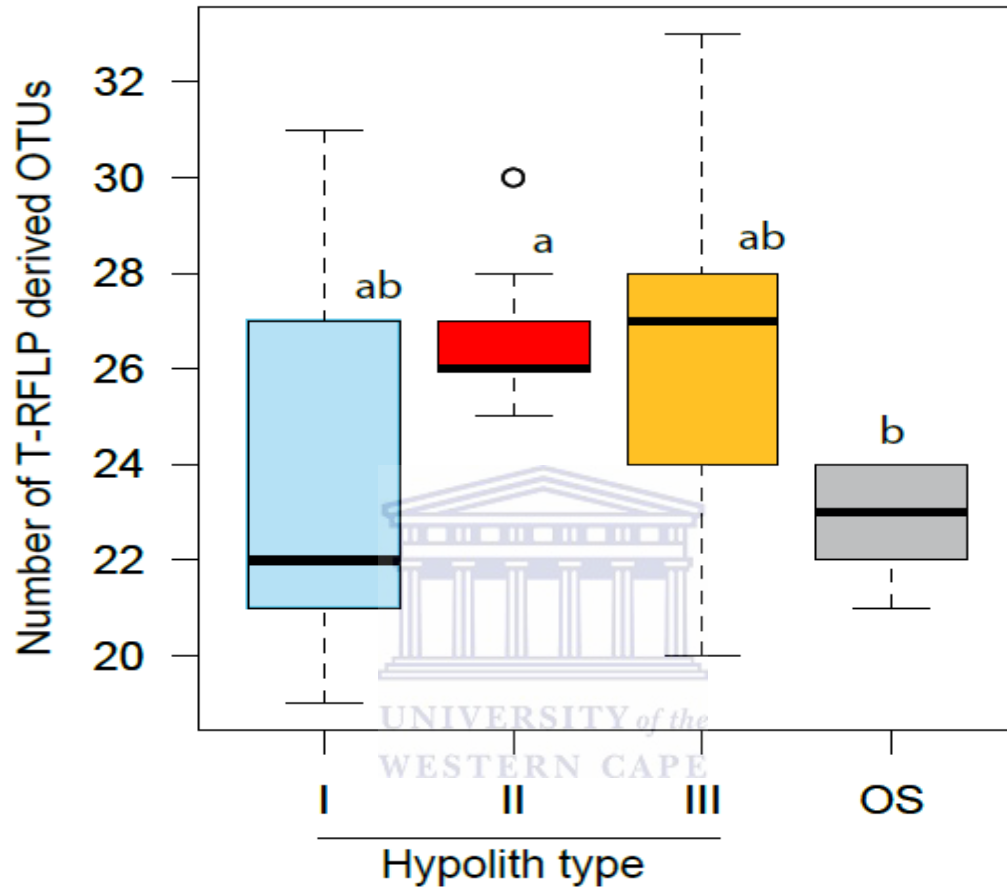 Number of T-RFLP derived OTUs
32
30
28
26
24
22
20
ab
a
ab
b
UNIVERSITY of the
WESTERN CAPE
I II III OS
Hypolith type